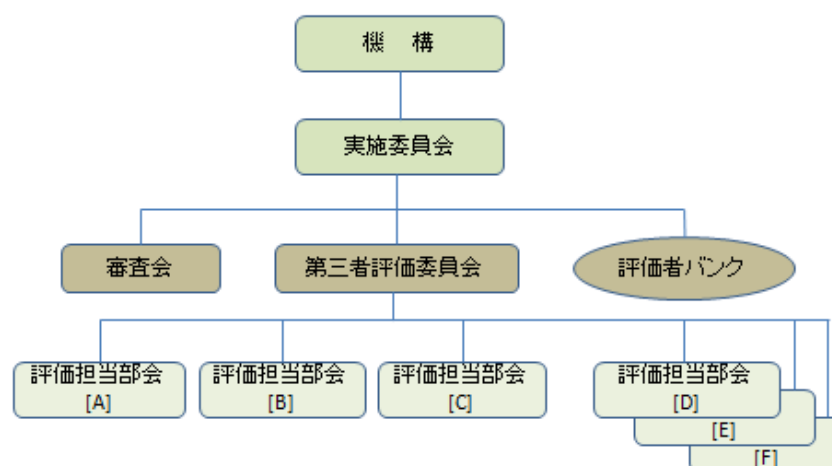 機 構
実施委員会
審査会
第三者評価委員会
評価者バンク
評価担当部会
[A]
評価担当部会
[B]
評価担当部会
[C]
評価担当部会
[D]
[E]
[F]